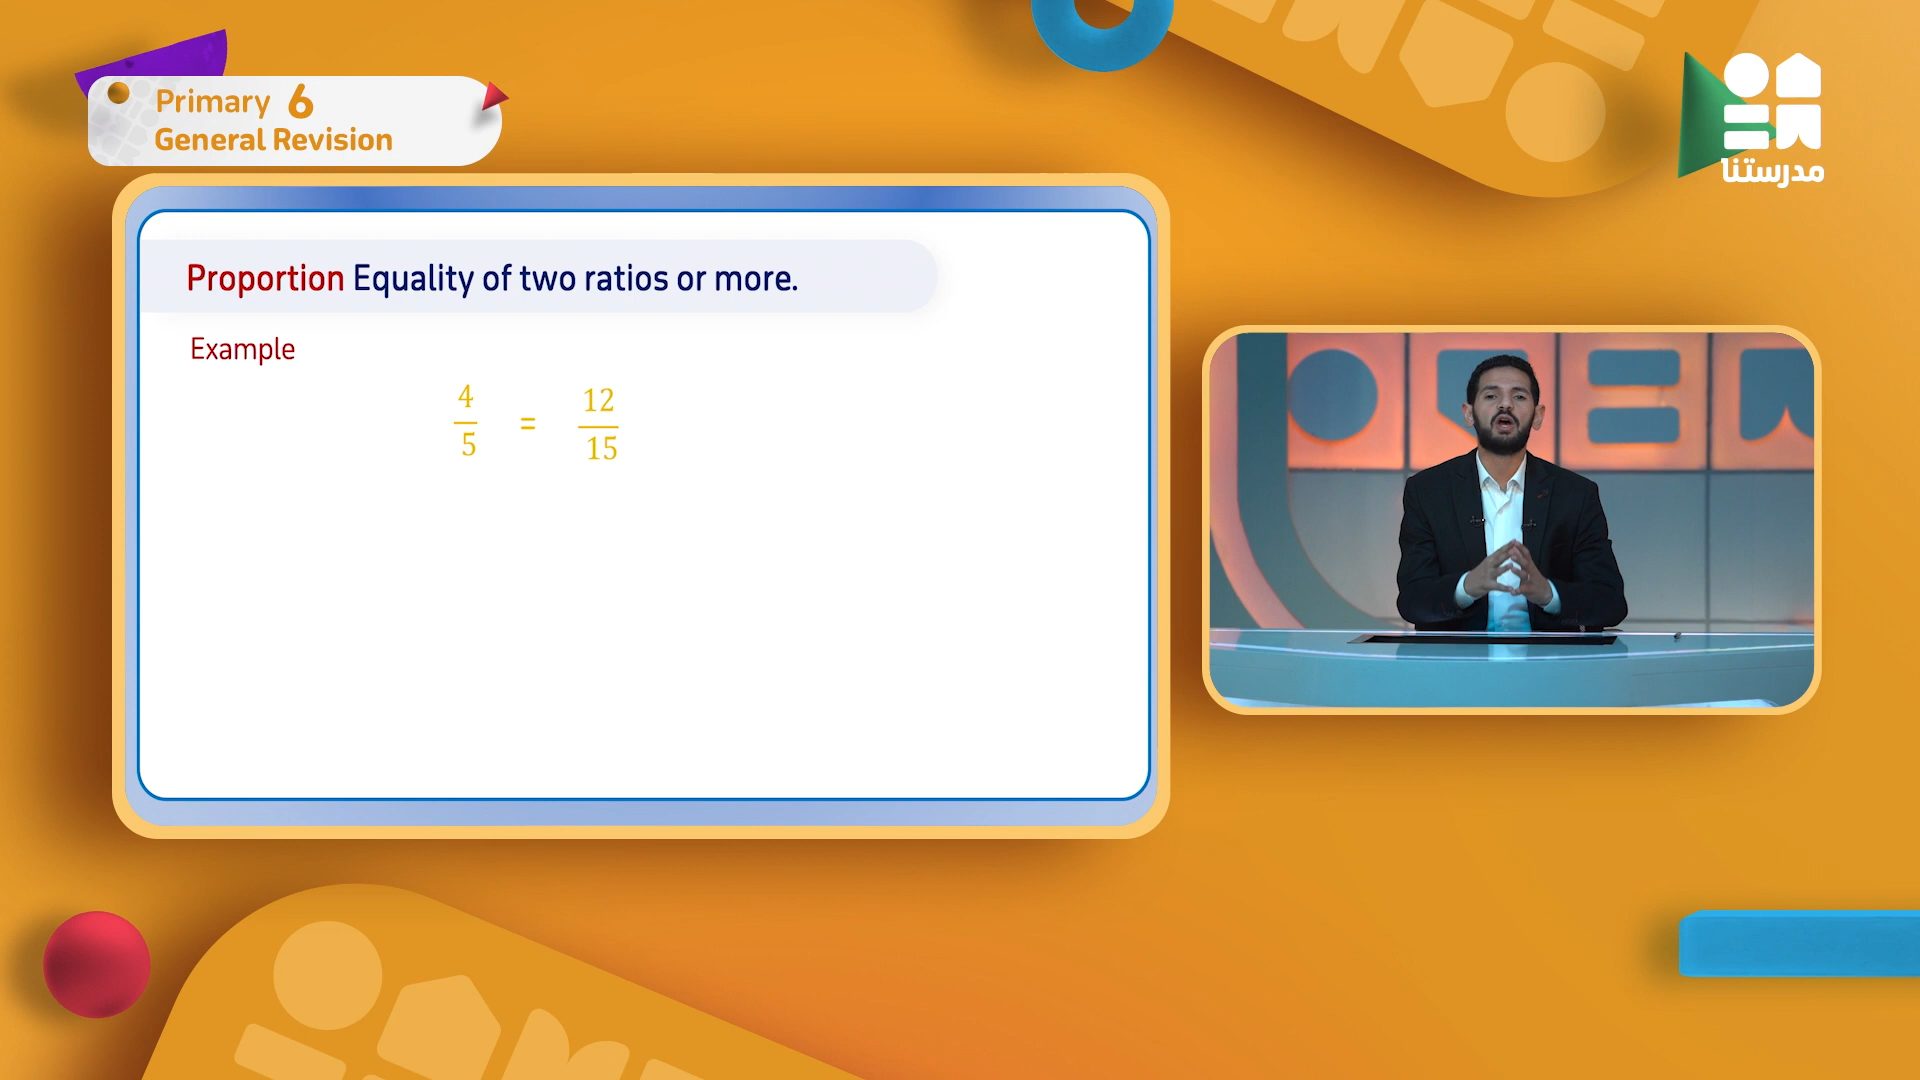 Primary 6
General Revision
مدرستنا
Proportion Equality of two ratios or more.
Example
4/5 = 12/15